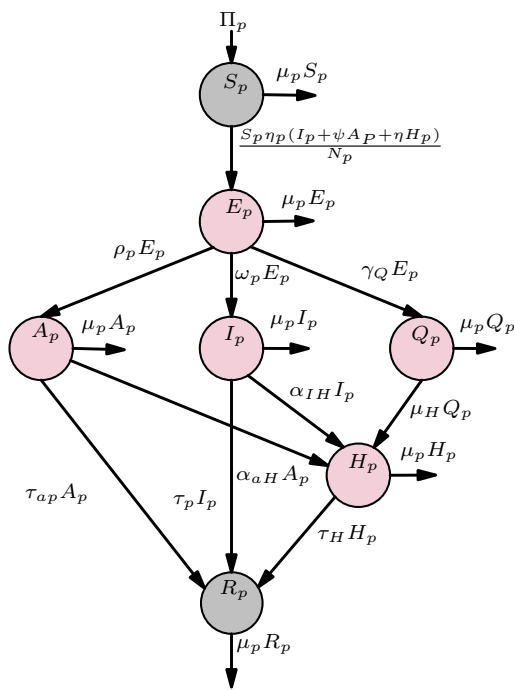 Π_p
S_p
μ_p S_p
S_p η_p (I_p + ψ A_P + η H_p)
N_p
E_p
μ_p E_p
ρ_p E_p
ω_p E_p
γ_Q E_p
A_p
μ_p A_p
I_p
μ_p I_p
Q_p
μ_p Q_p
α_{IH} I_p
μ_H Q_p
H_p
μ_p H_p
τ_{ap} A_p
τ_p I_p
α_{aH} A_p
τ_H H_p
R_p
μ_p R_p